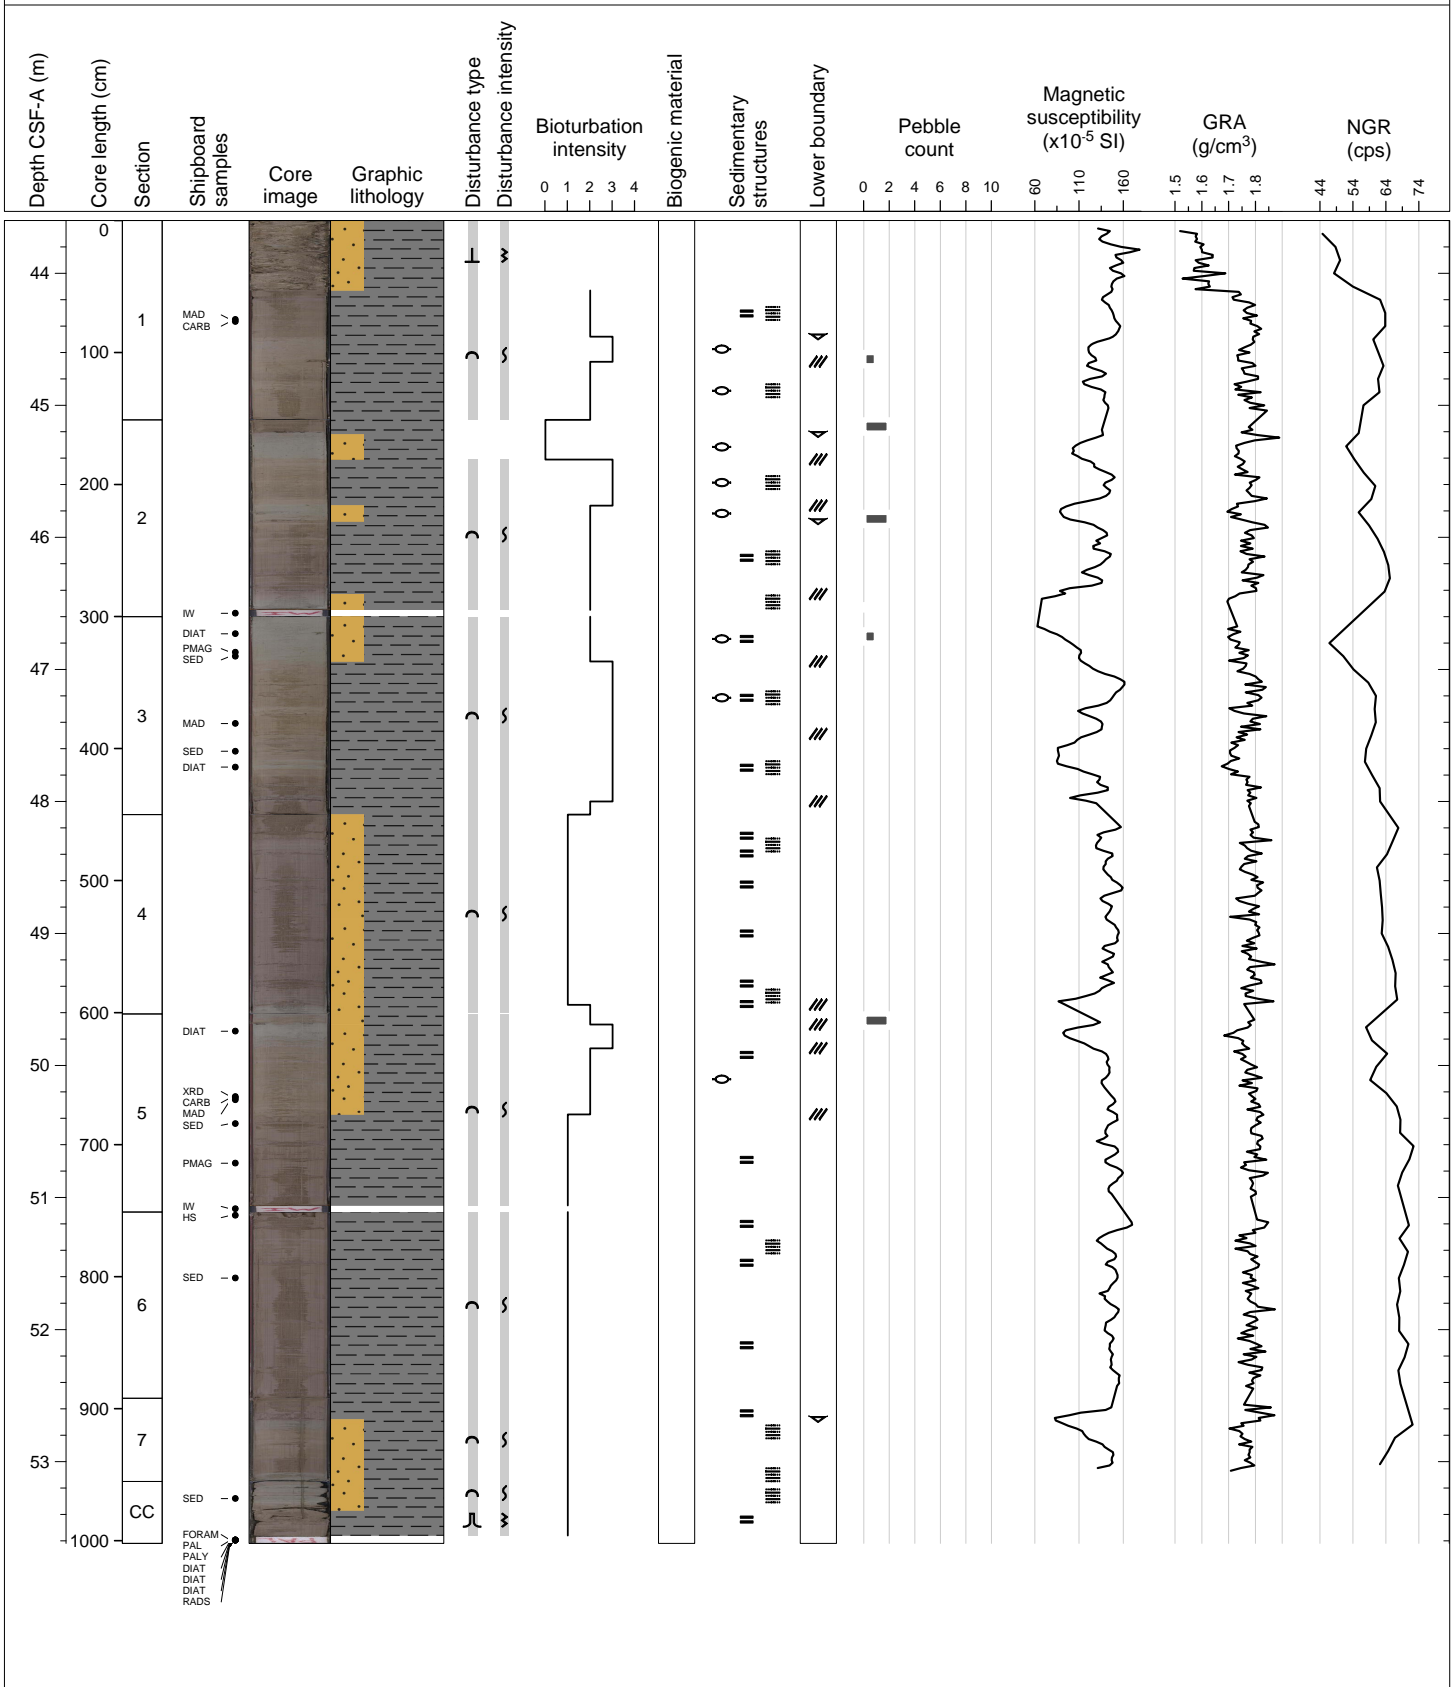 Depth CSF-A (m)
Core length (cm)
Section
Shipboard
samples
Core
image
Graphic
lithology
Disturbance type
Disturbance intensity
Bioturbation
intensity
0 1 2 3 4
Biogenic material
Sedimentary
structures
Lower boundary
Pebble
count
0 2 4 6 8 10
Magnetic
susceptibility
(x10-5 SI)
60 110 160
GRA
(g/cm3)
1.5 1.6 1.7 1.8
NGR
(cps)
44 54 64 74
0
44
MAD
1
CARB
100
45
200
2
46
IW
300
DIAT
PMAG
SED
47
3
MAD
400
SED
DIAT
48
500
4
49
600
DIAT
50
XRD
CARB
5
MAD
SED
700
PMAG
51
IW
HS
800
SED
6
52
900
7
53
SED
CC
FORAM
1000
PAL
PALY
DIAT
DIAT
DIAT
RADS